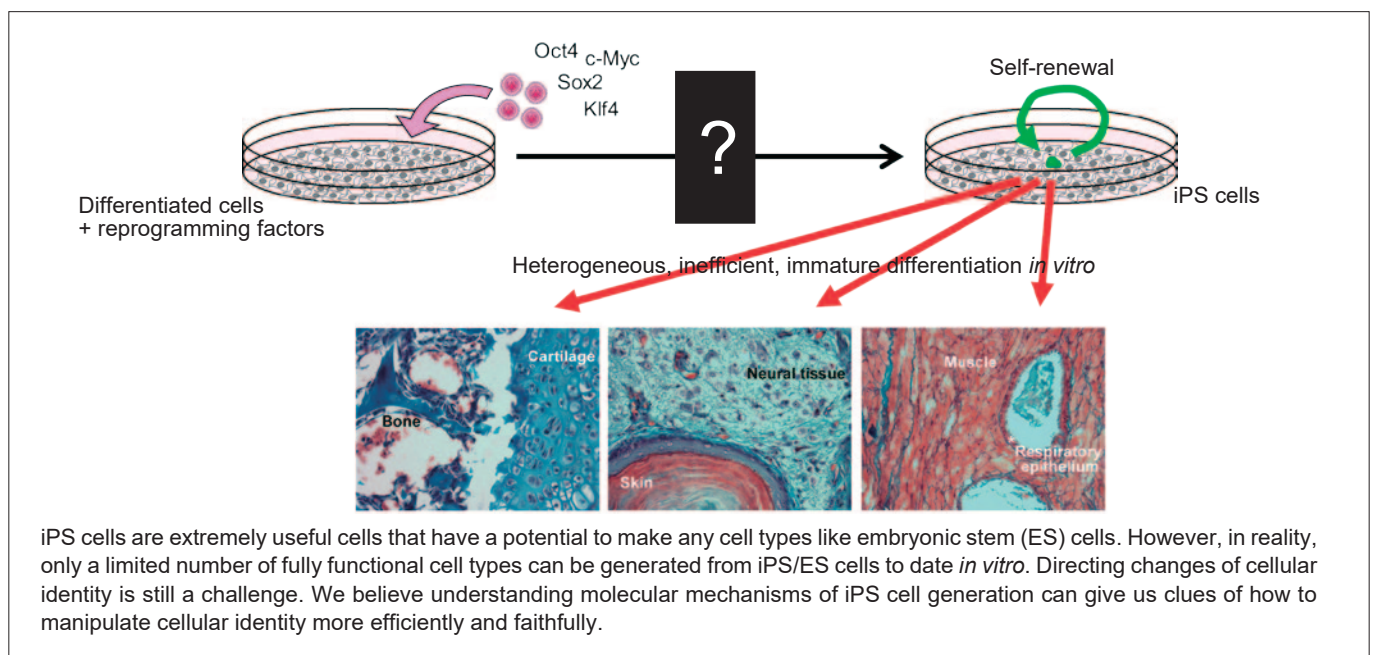 Oct4 c-Myc
Sox2
Klf4
?
Self-renewal
Differentiated cells
+ reprogramming factors
iPS cells
Heterogeneous, inefficient, immature differentiation in vitro
Cartilage
Bone
Neural tissue
Skin
Muscle
Respiratory
epithelium
iPS cells are extremely useful cells that have a potential to make any cell types like embryonic stem (ES) cells. However, in reality,
only a limited number of fully functional cell types can be generated from iPS/ES cells to date in vitro. Directing changes of cellular
identity is still a challenge. We believe understanding molecular mechanisms of iPS cell generation can give us clues of how to
manipulate cellular identity more efficiently and faithfully.